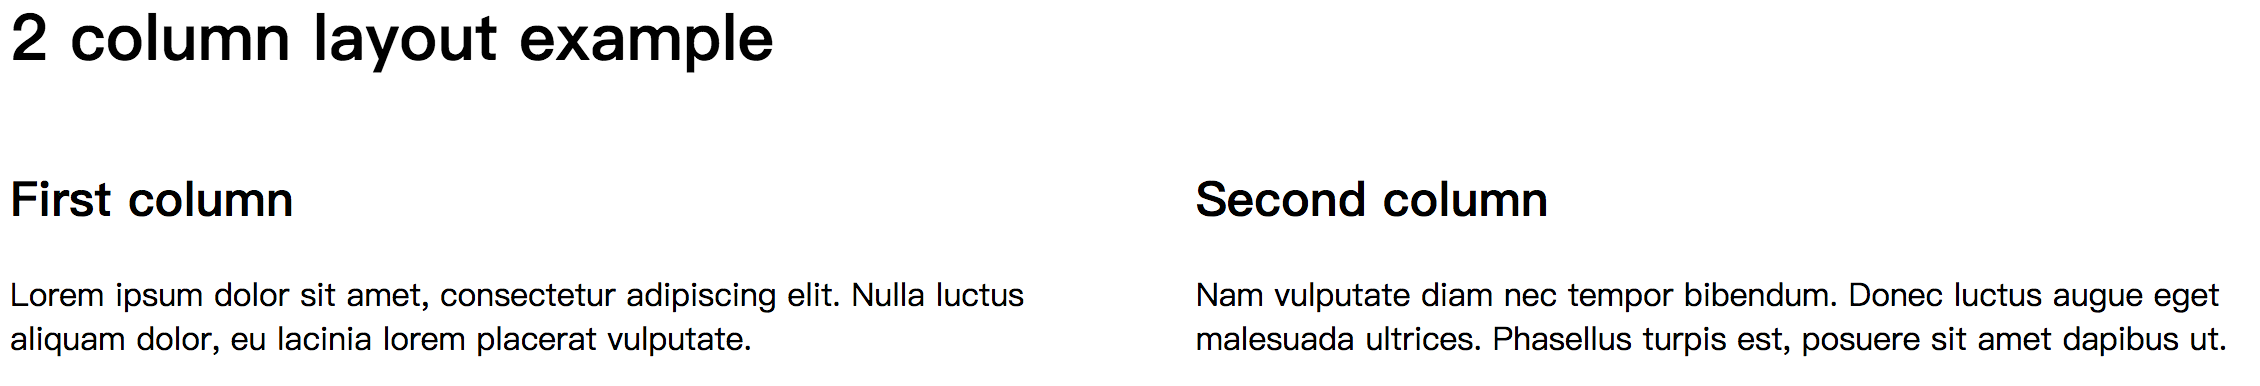 2 column layout example
First column
Lorem ipsum dolor sit amet, consectetur adipiscing elit. Nulla luctus
aliquam dolor, eu lacinia lorem placerat vulputate.
Second column
Nam vulputate diam nec tempor bibendum. Donec luctus augue eget
malesuada ultrices. Phasellus turpis est, posuere sit amet dapibus ut.